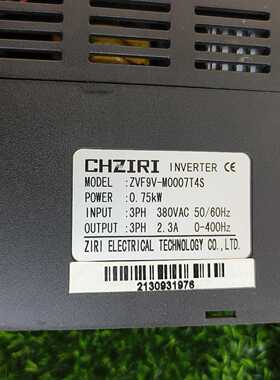 CHZIRI INVERTER CE
MODEL :ZVF9V-M0007T4S
POWER :0.75kW
INPUT :3PH 380VAC 50/60Hz
OUTPUT :3PH 2.3A 0-400Hz
ZIRI ELECTRICAL TECHNOLOGY CO., LTD.
2130931976